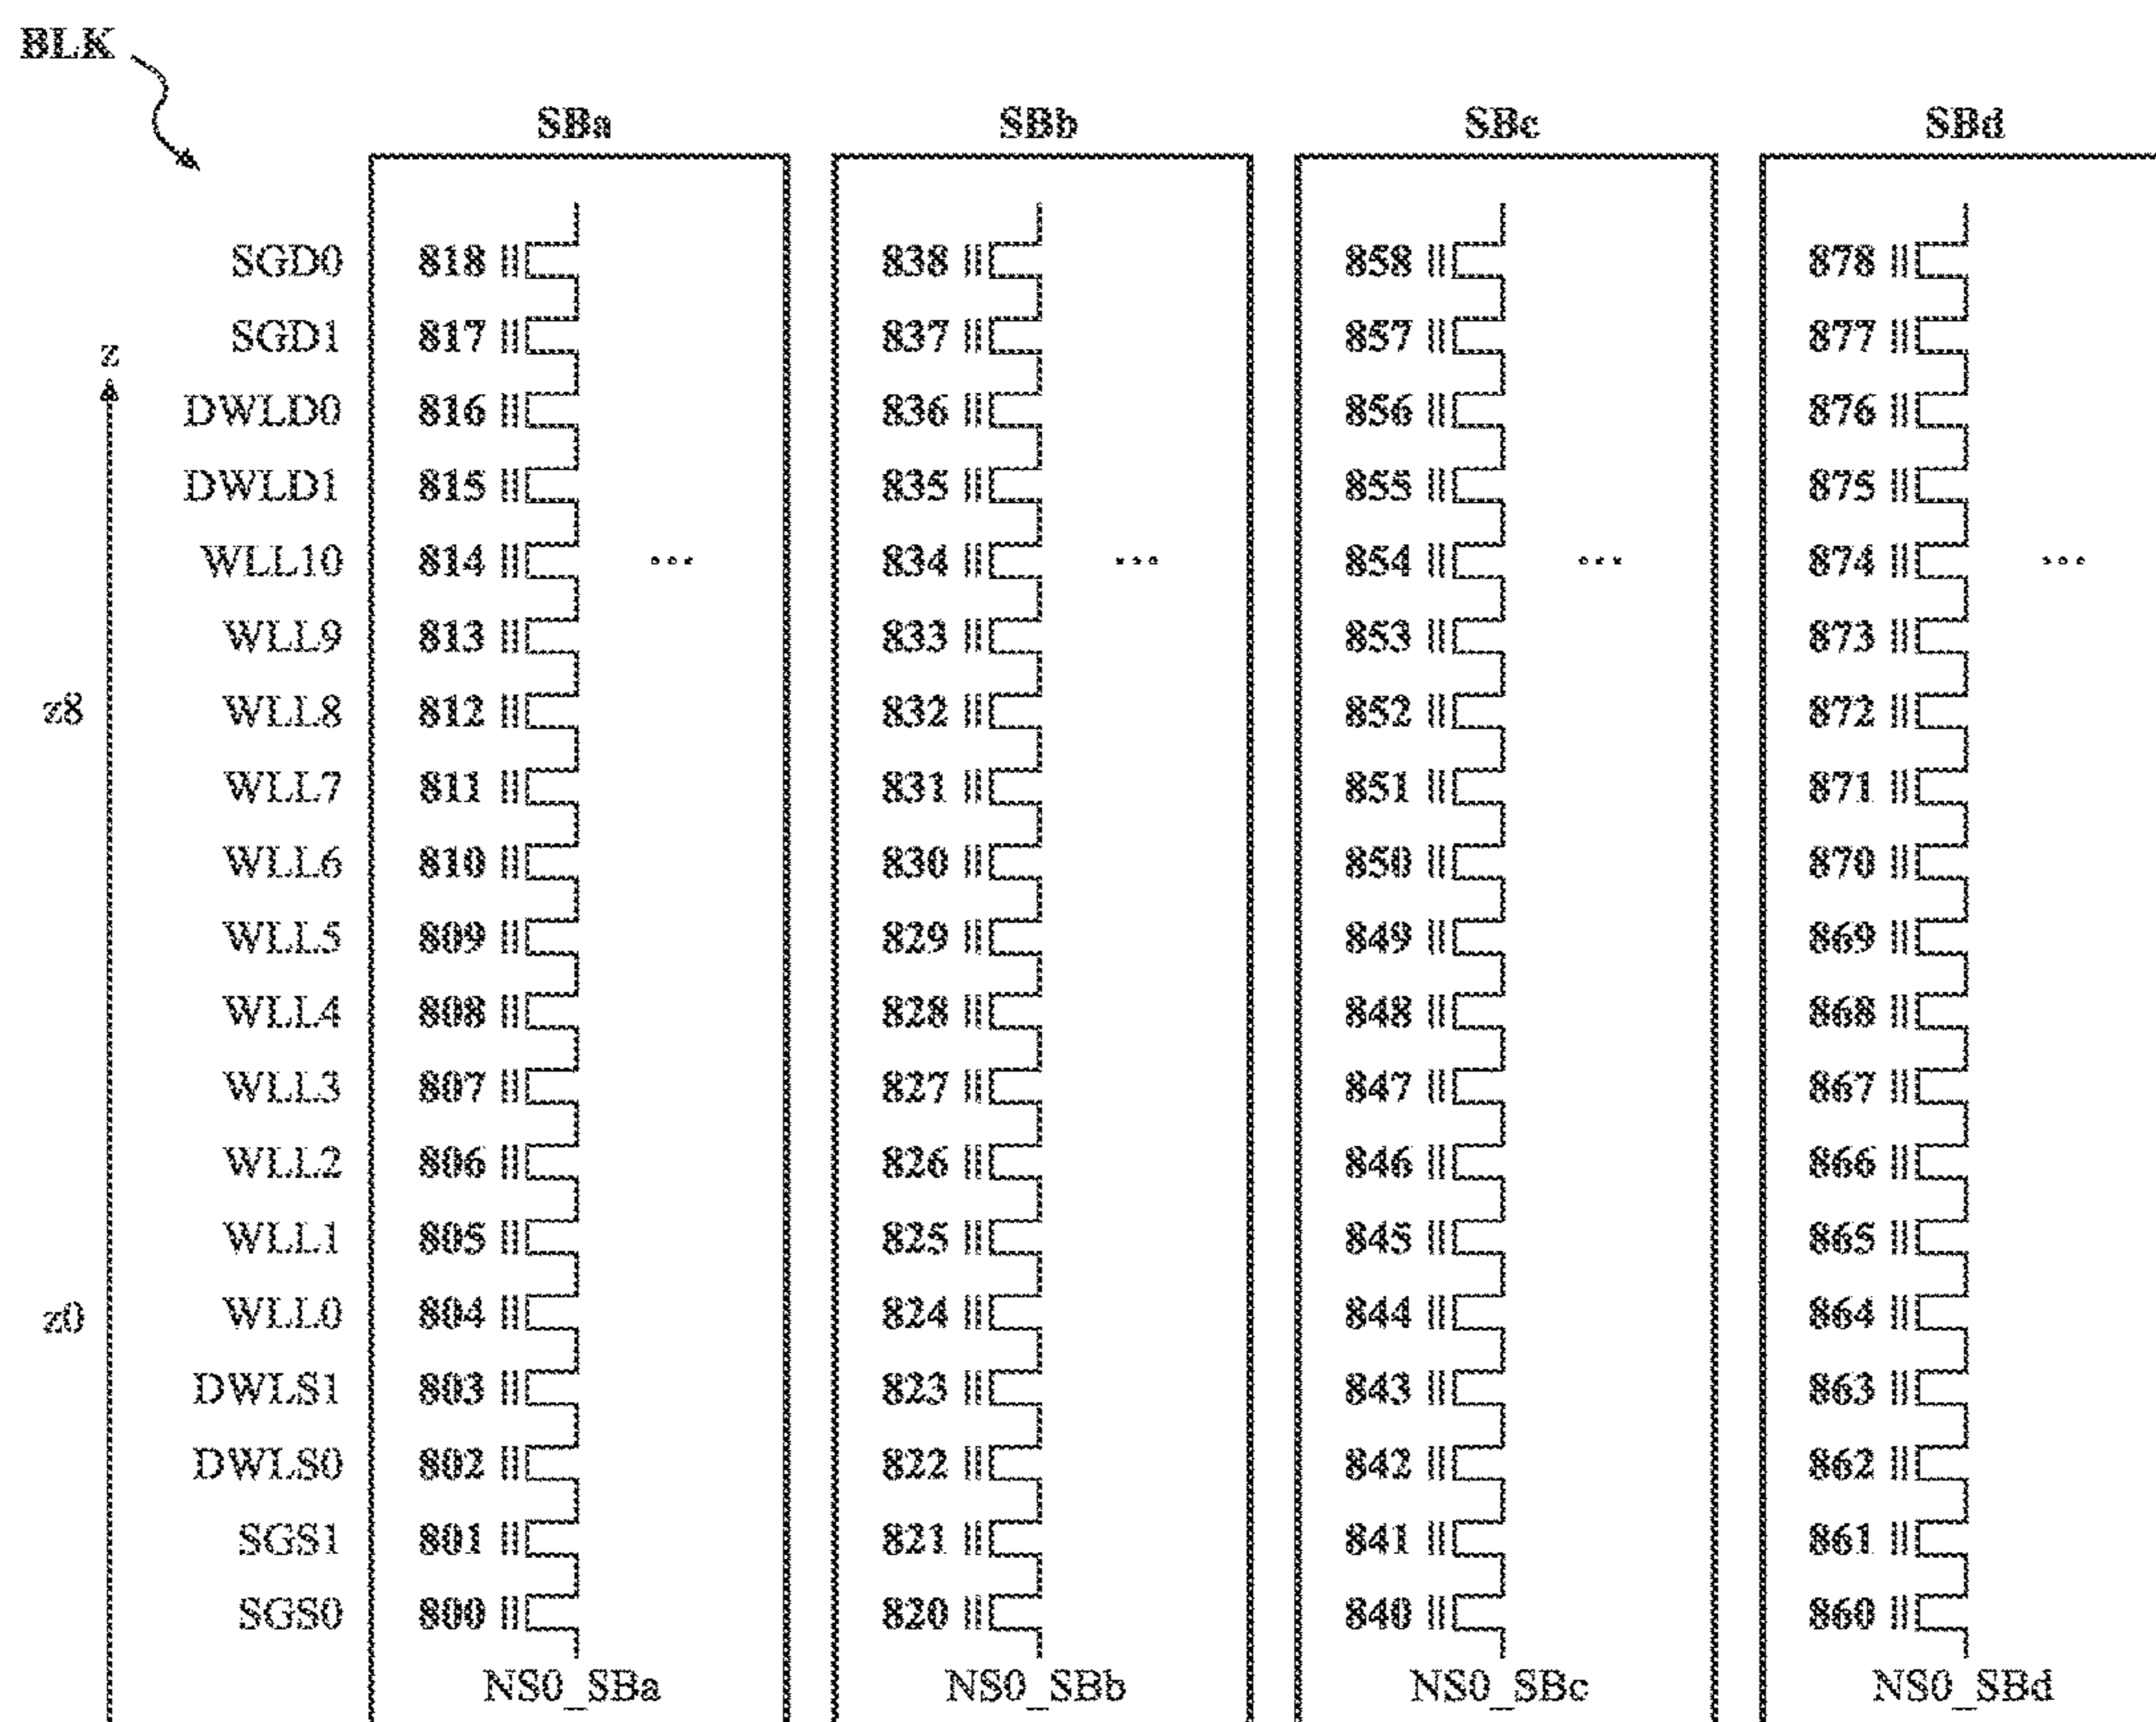 BLK
SBa SBb SBc SBd
SGD0 818 838 858 878
SGD1 817 837 857 877
z
DWLD0 816 836 856 876
DWLD1 815 835 855 875
WLL10 814 ... 834 ... 854 ... 874 ...
WLL9 813 833 853 873
z8 WLL8 812 832 852 872
WLL7 811 831 851 871
WLL6 810 830 850 870
WLL5 809 829 849 869
WLL4 808 828 848 868
WLL3 807 827 847 867
WLL2 806 826 846 866
WLL1 805 825 845 865
z0 WLL0 804 824 844 864
DWLS1 803 823 843 863
DWLS0 802 822 842 862
SGS1 801 821 841 861
SGS0 800 820 840 860
NS0_SBa NS0_SBb NS0_SBc NS0_SBd